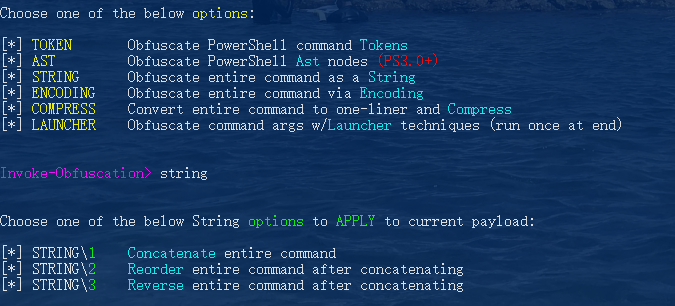 Choose one of the below options:
[*] TOKEN Obfuscate PowerShell command Tokens
[*] AST Obfuscate PowerShell Ast nodes (PS3.0+)
[*] STRING Obfuscate entire command as a String
[*] ENCODING Obfuscate entire command via Encoding
[*] COMPRESS Convert entire command to one-liner and Compress
[*] LAUNCHER Obfuscate command args w/Launcher techniques (run once at end)
Invoke-Obfuscation> string
Choose one of the below String options to APPLY to current payload:
[*] STRING\1 Concatenate entire command
[*] STRING\2 Reorder entire command after concatenating
[*] STRING\3 Reverse entire command after concatenating